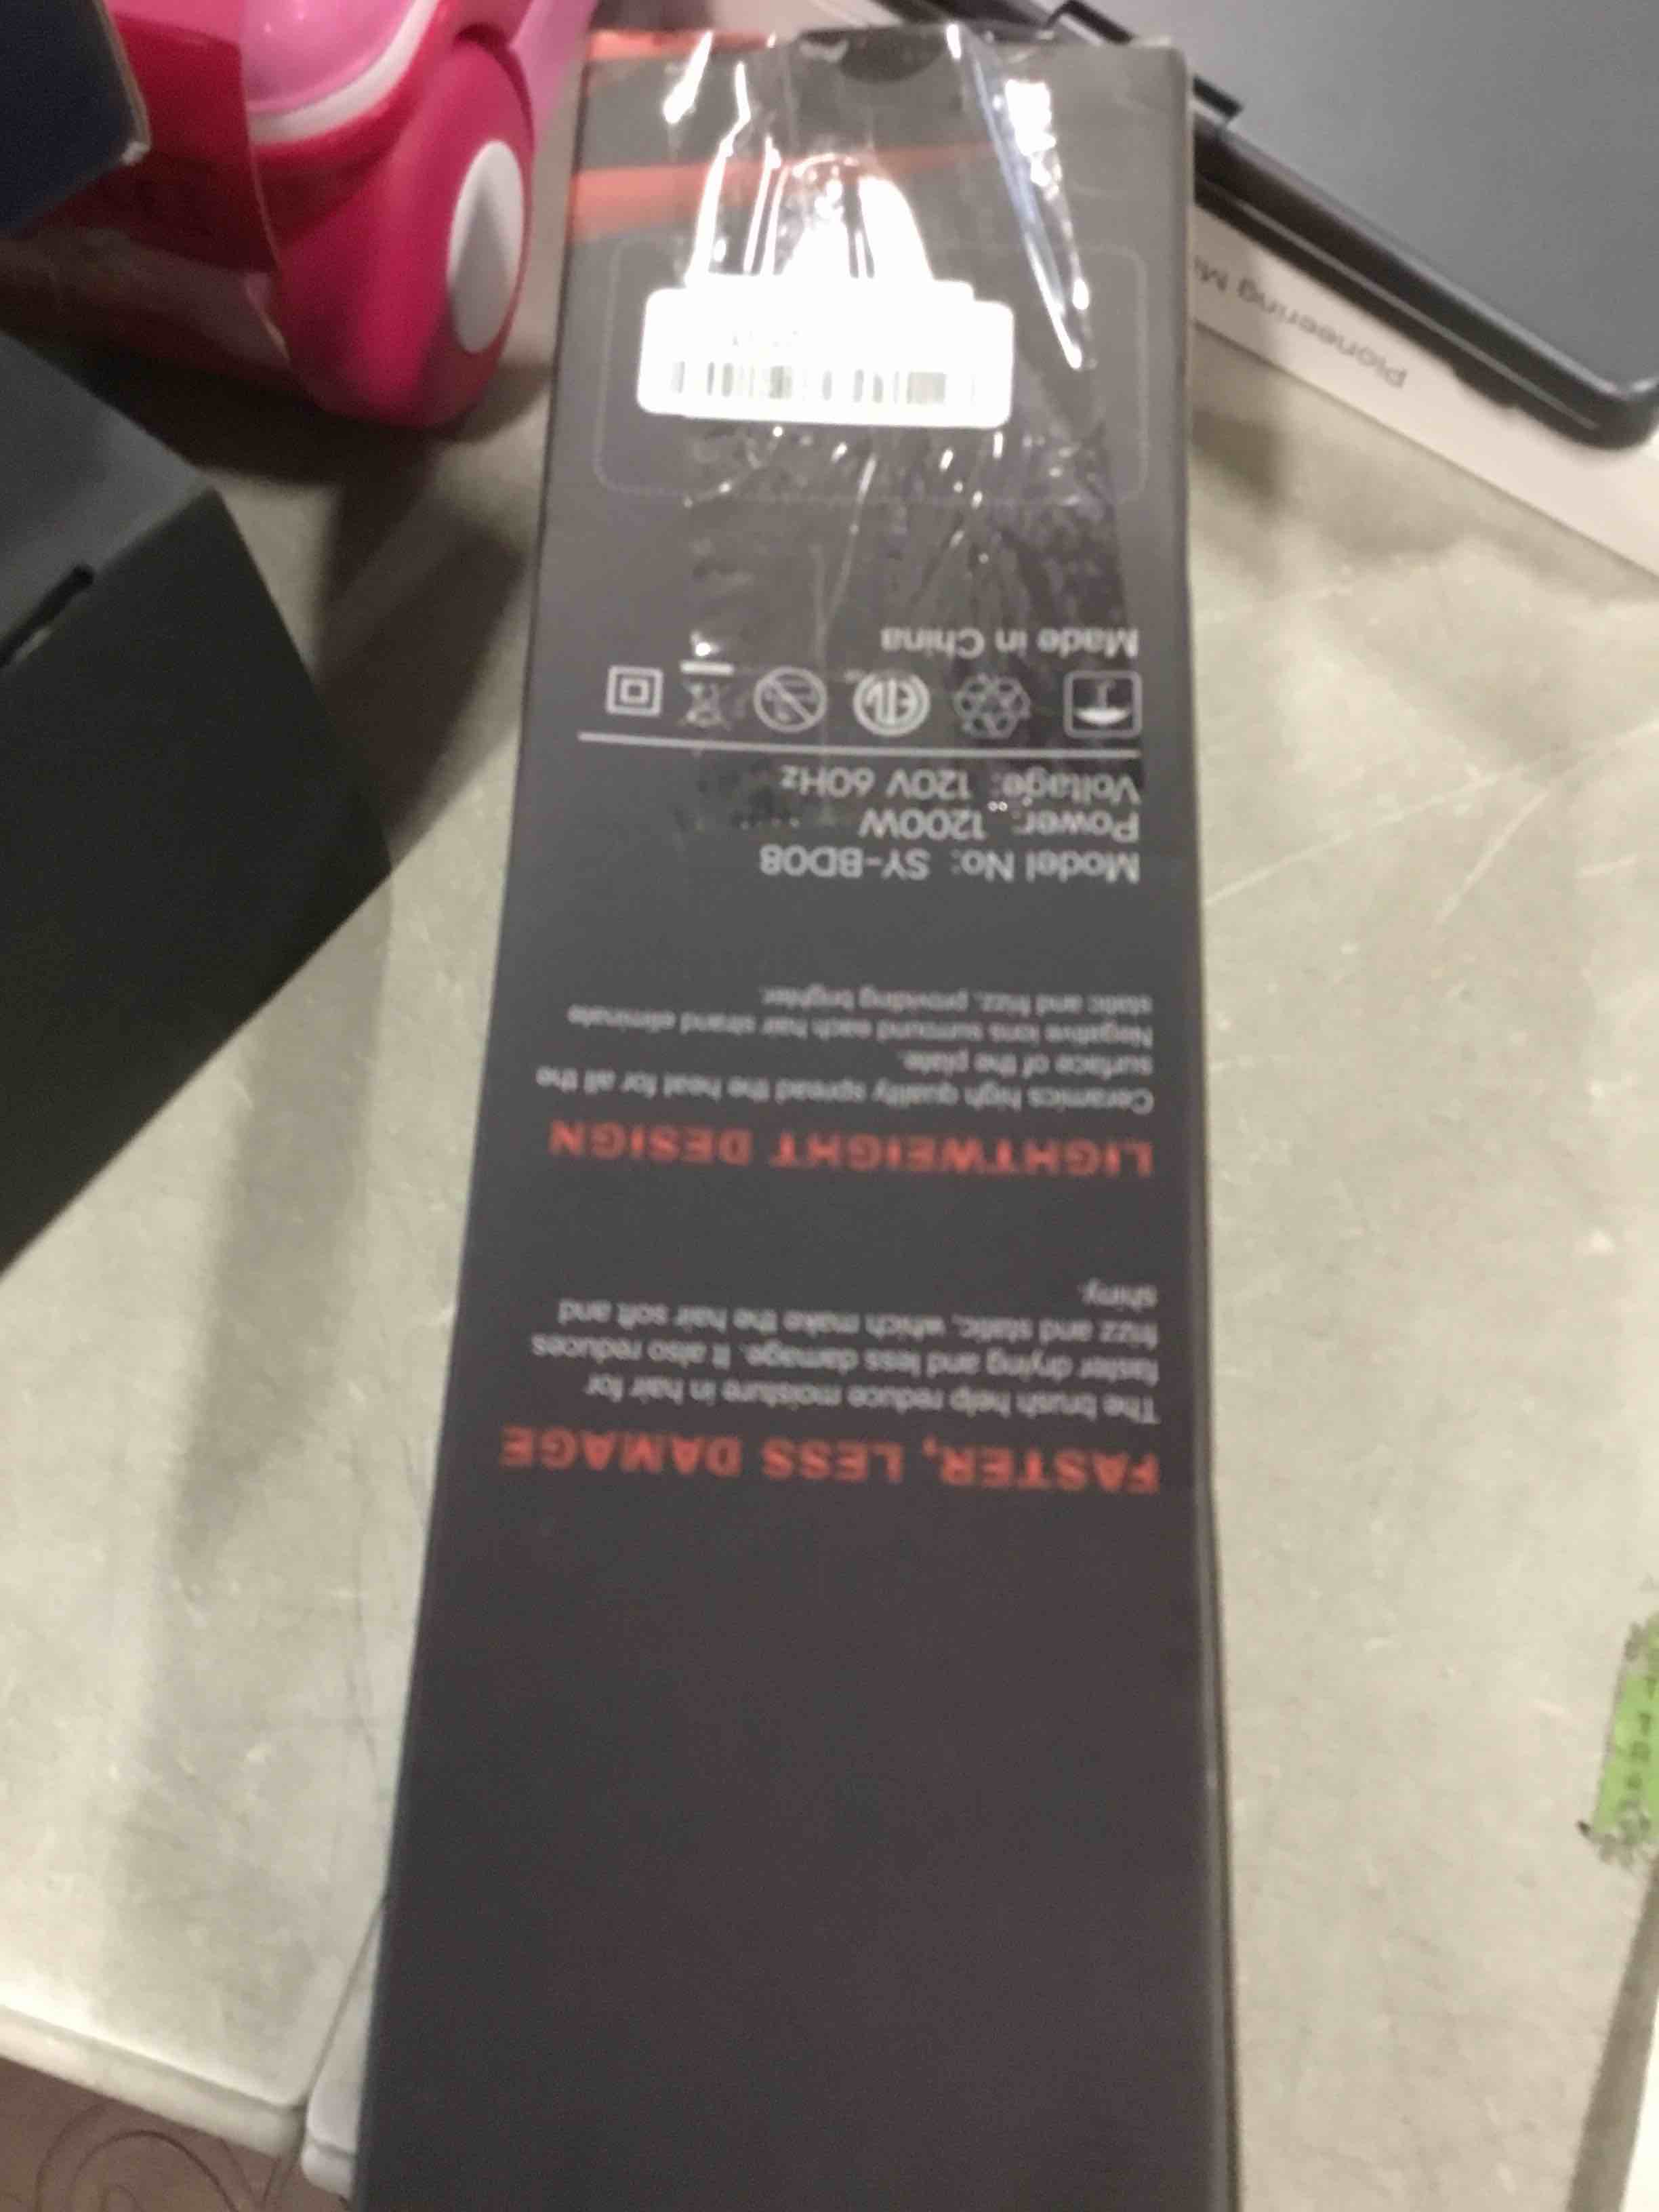 FASTER, LESS DAMAGE
The brush help reduce moisture in hair for
faster drying and less damage. It also reduces
frizz and static, which make the hair soft and
shiny.
LIGHTWEIGHT DESIGN
Ceramics high quality spread the heat for all the
surface of the plate.
Negative ions surround each hair strand eliminate
static and frizz, providing brighter.
Model No: SY-BD08
Power: 1200W
Voltage: 120V 60Hz
ETL
Made in China
Pioneering